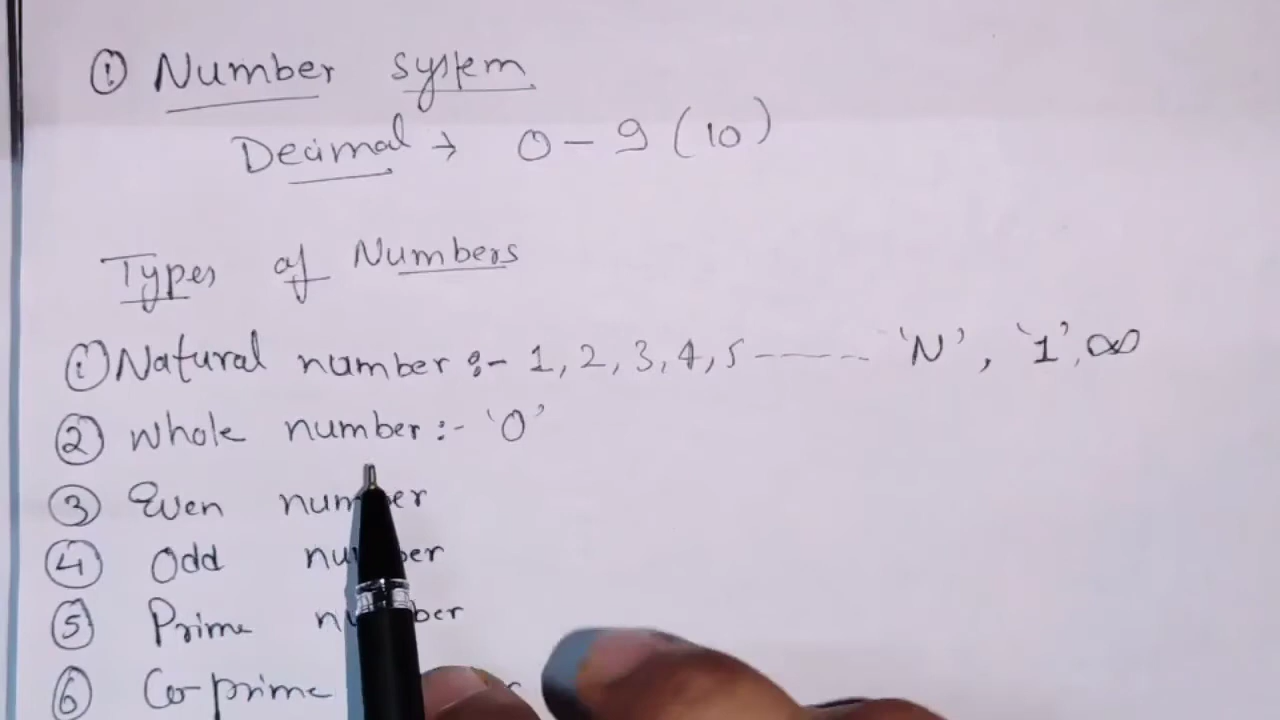 ① Number system
Decimal → 0 - 9 (10)
Types of Numbers
① Natural number :- 1, 2, 3, 4, 5 ------- 'N', '1', ∞
② Whole number :- '0'
③ Even number
④ Odd number
⑤ Prime number
⑥ Co-prime